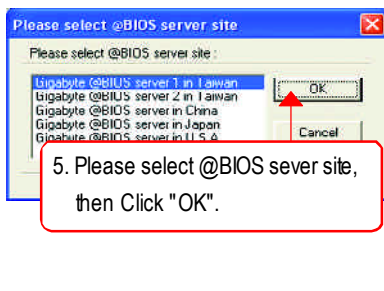 Please select @BIOS server site
Please select @BIOS server site :
Gigabyte @BIOS server 1 in Taiwan
Gigabyte @BIOS server 2 in Taiwan
Gigabyte @BIOS server in China
Gigabyte @BIOS server in Japan
Gigabyte @BIOS server in U.S.A.
OK
Cancel
5. Please select @BIOS sever site,
then Click "OK".